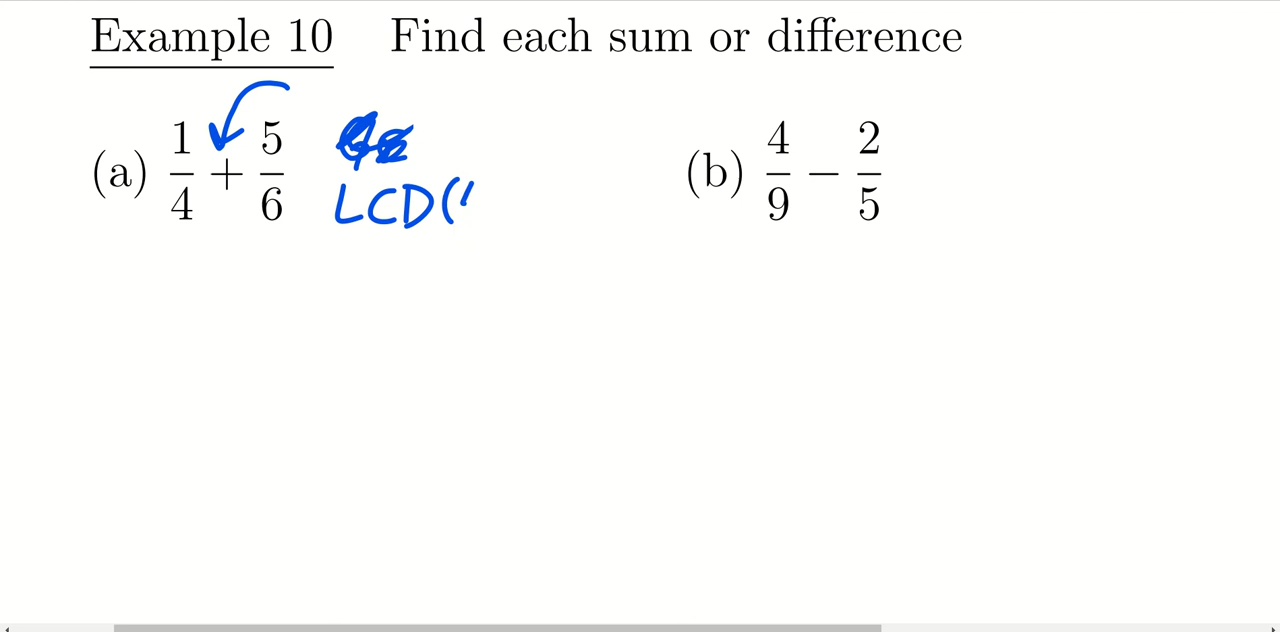 Example 10 Find each sum or difference
(a) 1/4 + 5/6
LCD(
(b) 4/9 − 2/5